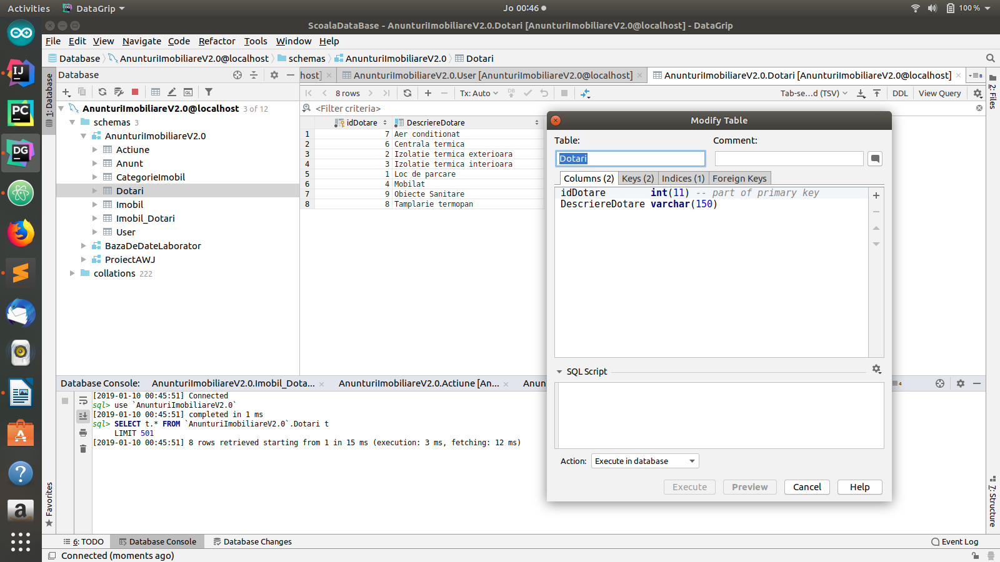 Activities DataGrip Jo 00:46 100 %
ScoalaDataBase - AnunturiImobiliareV2.0.Dotari [AnunturiImobiliareV2.0@localhost] - DataGrip
File Edit View Navigate Code Refactor Tools Window Help
Database AnunturiImobiliareV2.0@localhost schemas AnunturiImobiliareV2.0 Dotari
1: Database
Database
AnunturiImobiliareV2.0@localhost 3 of 12
schemas 3
AnunturiImobiliareV2.0
Actiune
Anunt
CategorieImobil
Dotari
Imobil
Imobil_Dotari
User
BazaDeDateLaborator
ProiectAWJ
collations 222
host] AnunturiImobiliareV2.0.User [AnunturiImobiliareV2.0@localhost] AnunturiImobiliareV2.0.Dotari [AnunturiImobiliareV2.0@localhost] 8
8 rows Tx: Auto DB Tab-se...d (TSV) DDL View Query
<Filter criteria>
idDotare DescriereDotare
1 7 Aer conditionat
2 6 Centrala termica
3 2 Izolatie termica exterioara
4 3 Izolatie termica interioara
5 1 Loc de parcare
6 4 Mobilat
7 9 Obiecte Sanitare
8 8 Tamplarie termopan
Modify Table
Table: Comment:
Dotari
Columns (2) Keys (2) Indices (1) Foreign Keys
idDotare int(11) -- part of primary key
DescriereDotare varchar(150)
SQL Script
Action: Execute in database
Execute Preview Cancel Help
2: Files
7: Structure
Favorites
Database Console: AnunturiImobiliareV2.0.Imobil_Dota... AnunturiImobiliareV2.0.Actiune [An... Anun 4
[2019-01-10 00:45:51] Connected
sql> use `AnunturiImobiliareV2.0`
[2019-01-10 00:45:51] completed in 1 ms
sql> SELECT t.* FROM `AnunturiImobiliareV2.0`.Dotari t
LIMIT 501
[2019-01-10 00:45:51] 8 rows retrieved starting from 1 in 15 ms (execution: 3 ms, fetching: 12 ms)
6: TODO Database Console Database Changes Event Log
Connected (moments ago)
IJ
PC
DG
QL